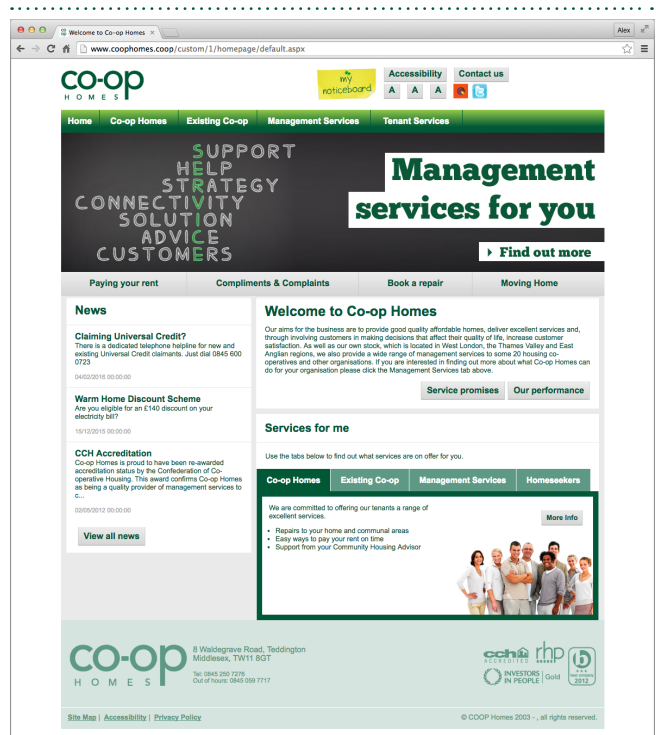 Welcome to Co-op Homes
Alex
www.coophomes.coop/custom/1/homepage/default.aspx
co-op
HOMES
my
noticeboard
Accessibility
Contact us
A A A
Home
Co-op Homes
Existing Co-op
Management Services
Tenant Services
SUPPORT
HELP
STRATEGY
CONNECTIVITY
SOLUTION
ADVICE
CUSTOMERS
Management
services for you
Find out more
Paying your rent
Compliments & Complaints
Book a repair
Moving Home
News
Claiming Universal Credit?
There is a dedicated telephone helpline for new and
existing Universal Credit claimants. Just dial 0845 600
0723
04/02/2016 00:00:00
Warm Home Discount Scheme
Are you eligible for an £140 discount on your
electricity bill?
15/12/2015 00:00:00
CCH Accreditation
Co-op Homes is proud to have been re-awarded
accreditation status by the Confederation of Co-
operative Housing. This award confirms Co-op Homes
as being a quality provider of management services to
c...
02/05/2012 00:00:00
View all news
Welcome to Co-op Homes
Our aims for the business are to provide good quality affordable homes, deliver excellent services and,
through involving customers in making decisions that affect their quality of life, increase customer
satisfaction. As well as our own stock, which is located in West London, the Thames Valley and East
Anglian regions, we also provide a wide range of management services to some 20 housing co-
operatives and other organisations. If you are interested in finding out more about what Co-op Homes can
do for your organisation please click the Management Services tab above.
Service promises
Our performance
Services for me
Use the tabs below to find out what services are on offer for you.
Co-op Homes
Existing Co-op
Management Services
Homeseekers
We are committed to offering our tenants a range of
excellent services.
More Info
• Repairs to your home and communal areas
• Easy ways to pay your rent on time
• Support from your Community Housing Advisor
co-op
HOMES
8 Waldegrave Road, Teddington
Middlesex, TW11 8GT
Tel: 0845 250 7276
Out of hours: 0845 059 7717
cch
ACCREDITED
rhp
INVESTORS
IN PEOPLE
Gold
b
best companies
2012
Site Map | Accessibility | Privacy Policy
© COOP Homes 2003 - , all rights reserved.